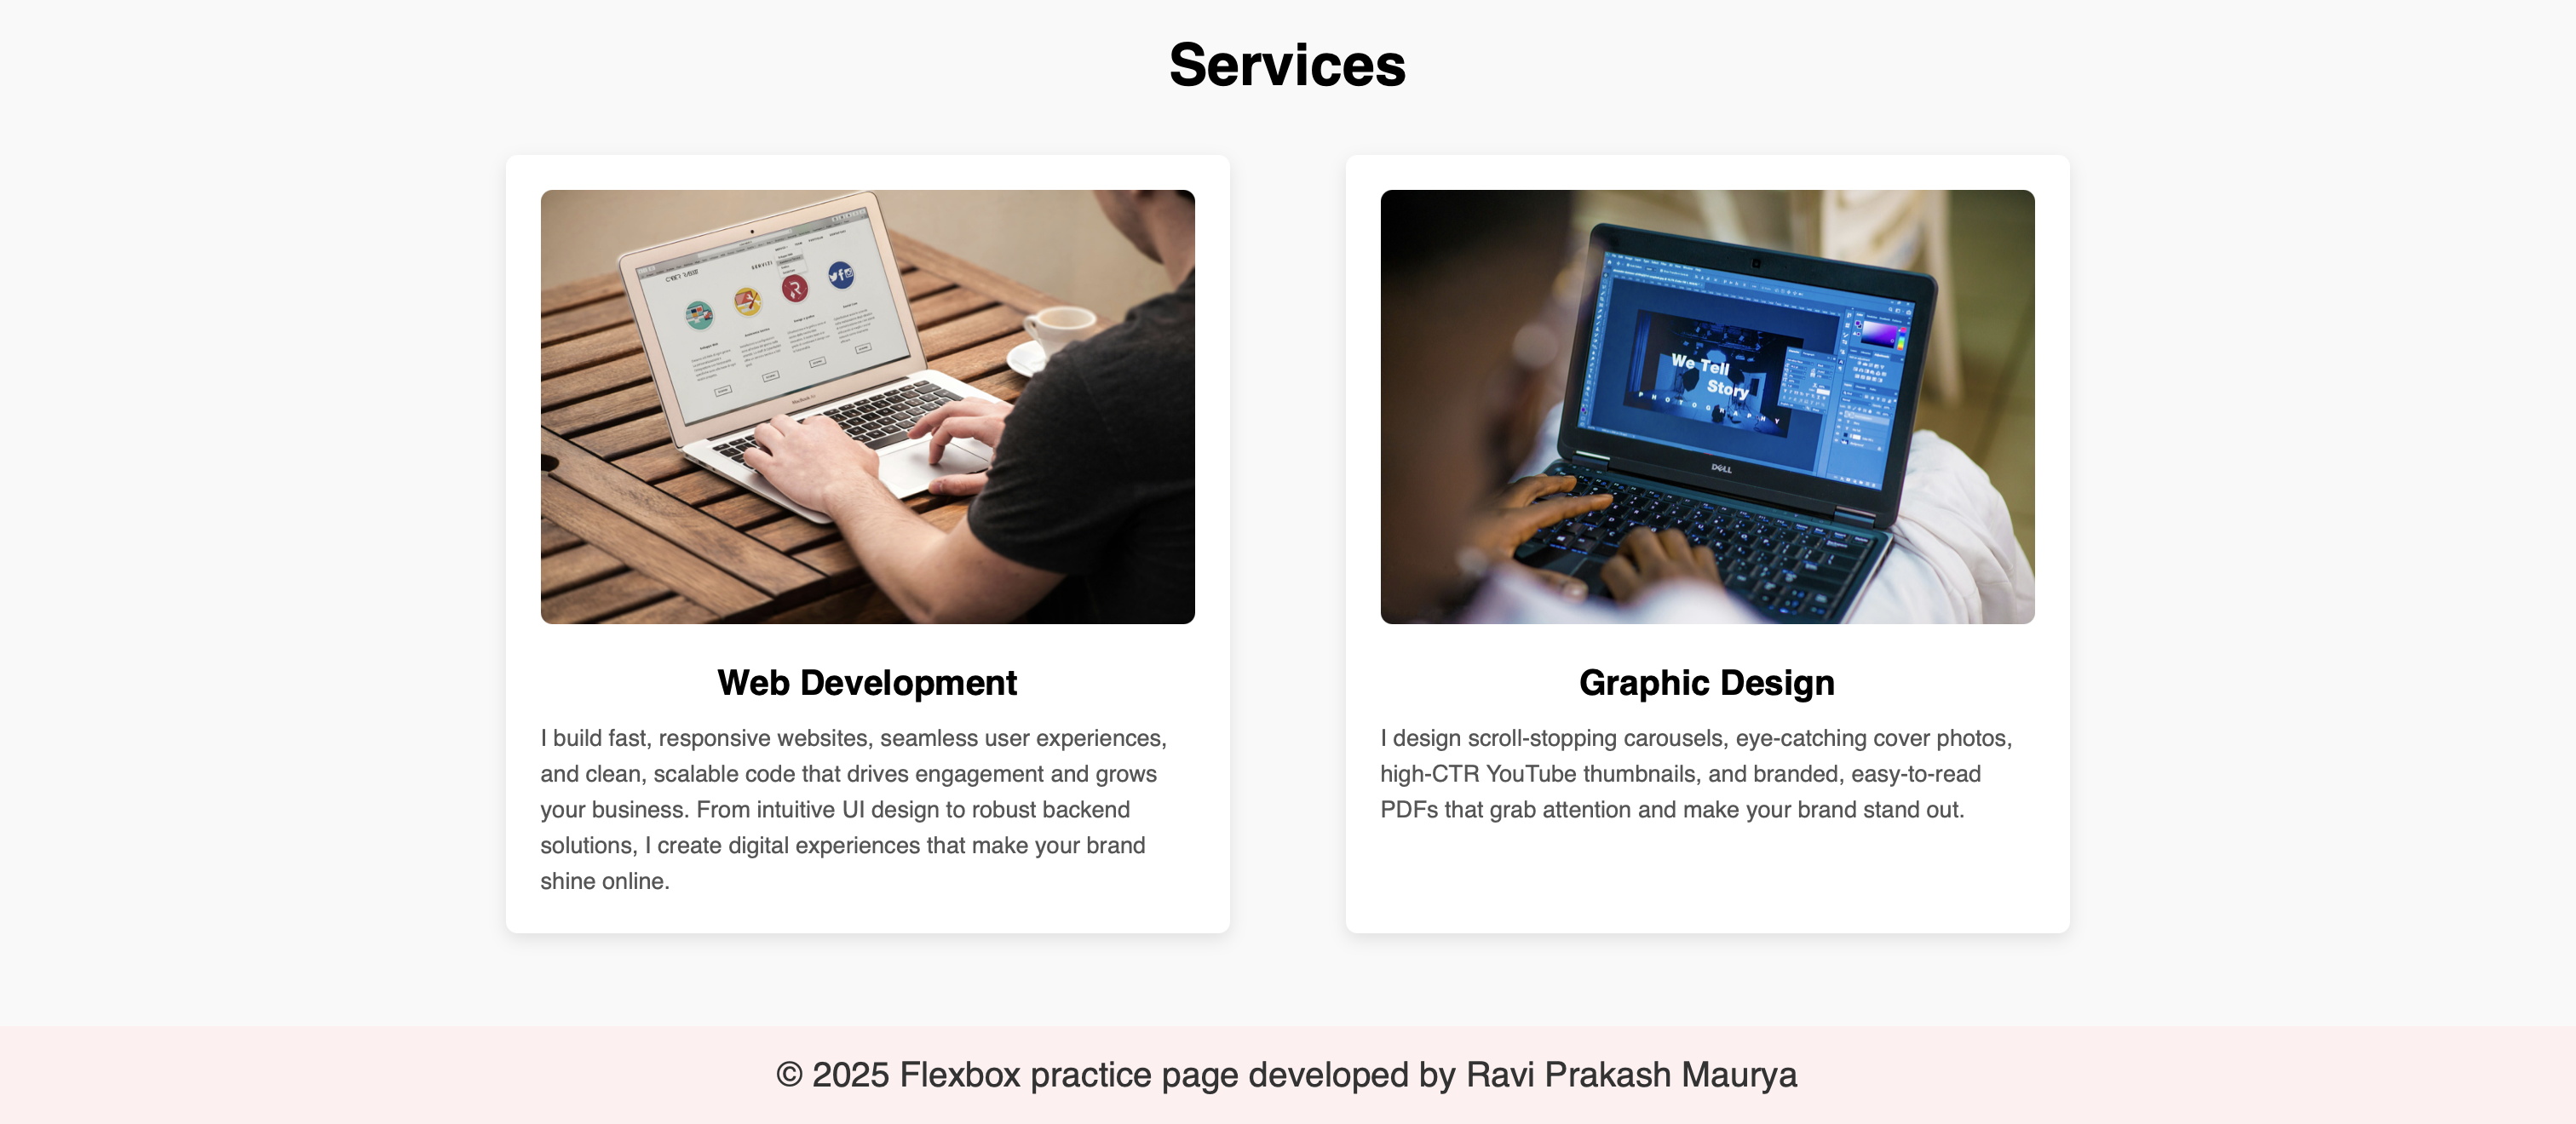 Services
SERVIZI
MacBook Air
We Tell
Story
PHOTOGRAPHY
DELL
Web Development
Graphic Design
I build fast, responsive websites, seamless user experiences,
and clean, scalable code that drives engagement and grows
your business. From intuitive UI design to robust backend
solutions, I create digital experiences that make your brand
shine online.
I design scroll-stopping carousels, eye-catching cover photos,
high-CTR YouTube thumbnails, and branded, easy-to-read
PDFs that grab attention and make your brand stand out.
© 2025 Flexbox practice page developed by Ravi Prakash Maurya